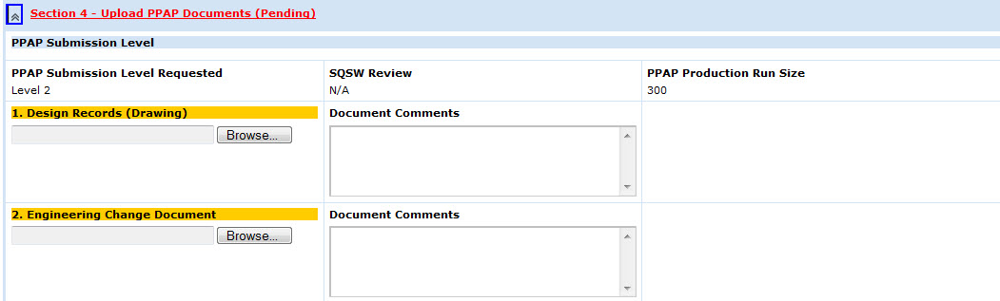 Section 4 - Upload PPAP Documents (Pending)
PPAP Submission Level
PPAP Submission Level Requested
Level 2
SQSW Review
N/A
PPAP Production Run Size
300
1. Design Records (Drawing)
Browse...
Document Comments
2. Engineering Change Document
Browse...
Document Comments